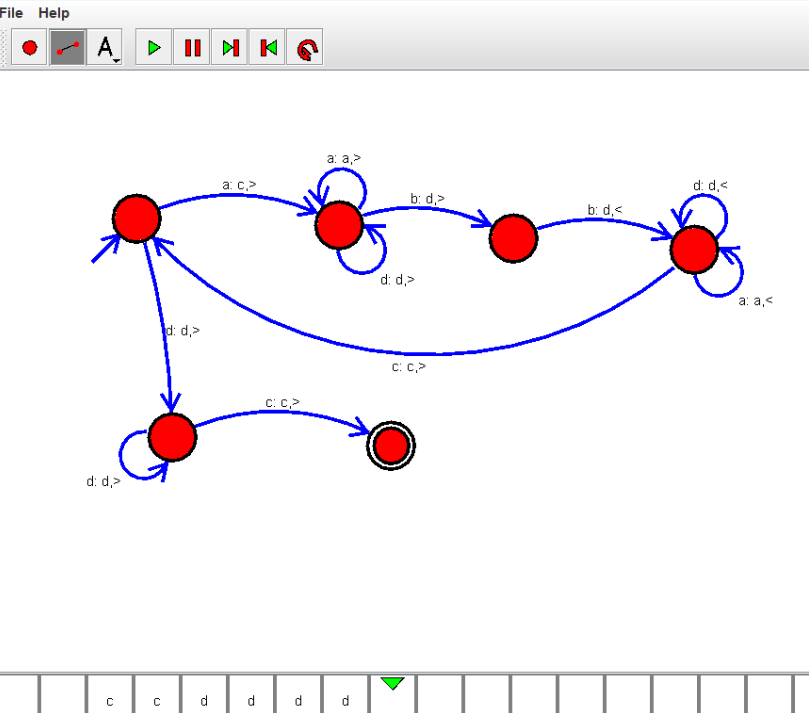 File Help
A
a: a,>
a: c,>
b: d,>
b: d,<
d: d,<
d: d,>
a: a,<
d: d,>
c: c,>
c: c,>
d: d,>
c c d d d d